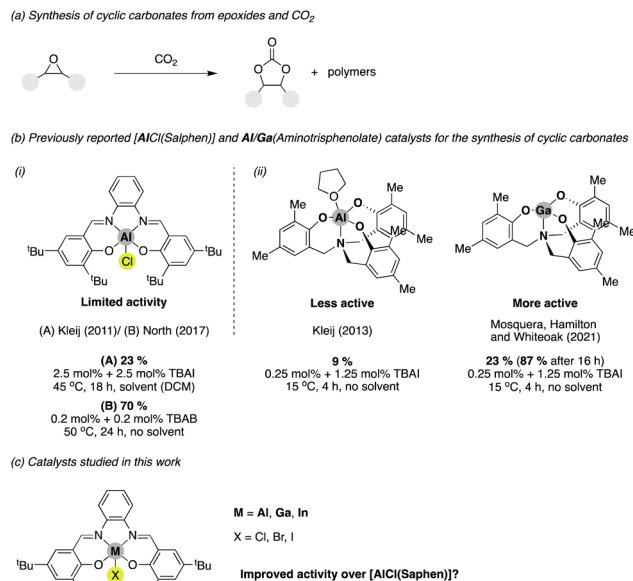 (a) Synthesis of cyclic carbonates from epoxides and CO2
O
CO2
O
O O
+ polymers
(b) Previously reported [AlCl(Salphen)] and Al/Ga(Aminotrisphenolate) catalysts for the synthesis of cyclic carbonates
(i)
N N
Al
O O
Cl
tBu tBu
tBu tBu
Limited activity
(A) Kleij (2011)/ (B) North (2017)
(A) 23 %
2.5 mol% + 2.5 mol% TBAI
45 ºC, 18 h, solvent (DCM)
(B) 70 %
0.2 mol% + 0.2 mol% TBAB
50 ºC, 24 h, no solvent
(ii)
Me
O
Me O
O Al
O Me
N
Me
Me
Less active
Kleij (2013)
9 %
0.25 mol% + 1.25 mol% TBAI
15 ºC, 4 h, no solvent
Me
Me O
O Ga
O Me
N
Me
Me
More active
Mosquera, Hamilton
and Whiteoak (2021)
23 % (87 % after 16 h)
0.25 mol% + 1.25 mol% TBAI
15 ºC, 4 h, no solvent
(c) Catalysts studied in this work
N N
M
O O
X
tBu tBu
M = Al, Ga, In
X = Cl, Br, I
Improved activity over [AlCl(Saphen)]?